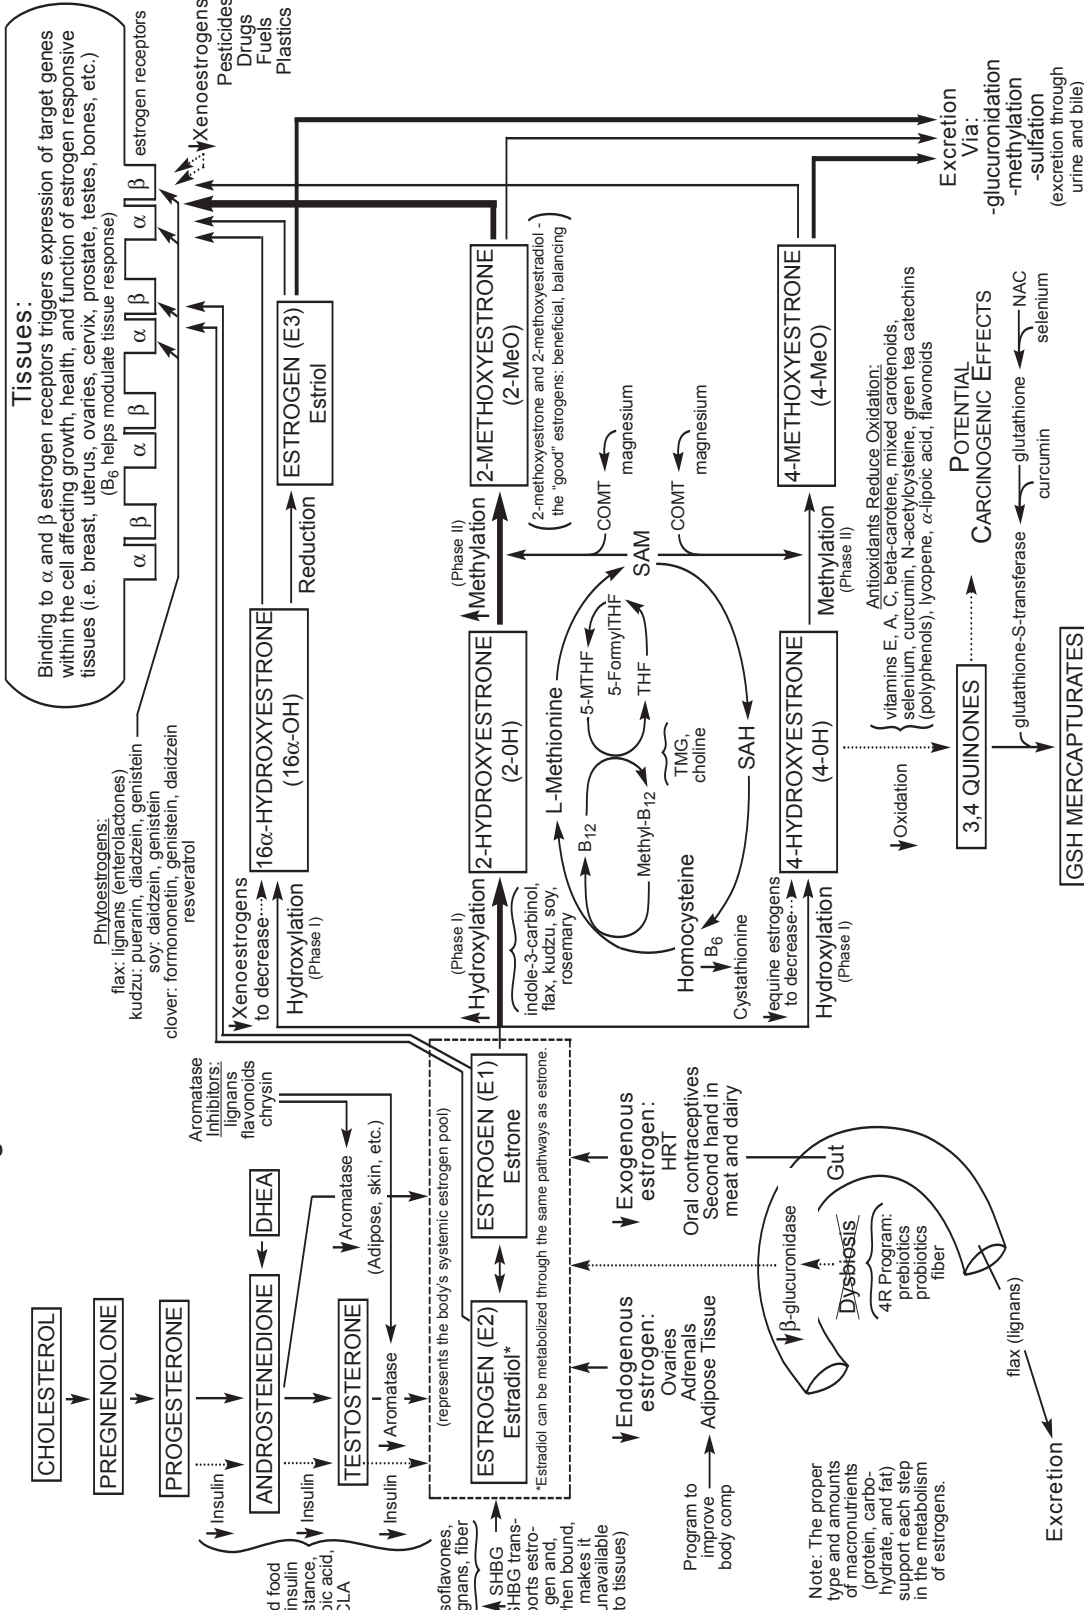 Tissues:
Binding to α and β estrogen receptors triggers expression of target genes
within the cell affecting growth, health, and function of estrogen responsive
tissues (i.e. breast, uterus, ovaries, cervix, prostate, testes, bones, etc.)
(B6 helps modulate tissue response)
α β α β α β α β
estrogen receptors
Xenoestrogens
Pesticides
Drugs
Fuels
Plastics
Phytoestrogens:
flax: lignans (enterolactones)
kudzu: puerarin, diadzein, genistein
soy: daidzein, genistein
clover: formononetin, genistein, daidzein
resveratrol
CHOLESTEROL
PREGNENOLONE
PROGESTERONE
Insulin
ANDROSTENEDIONE
DHEA
Insulin
TESTOSTERONE
Insulin
Aromatase
Aromatase
(Adipose, skin, etc.)
Aromatase
Inhibitors:
lignans
flavonoids
chrysin
d food
insulin
stance,
pic acid,
CLA
soflavones,
gnans, fiber
SHBG
SHBG trans-
ports estro-
gen and,
when bound,
makes it
unavailable
to tissues)
(represents the body's systemic estrogen pool)
ESTROGEN (E2)
Estradiol*
ESTROGEN (E1)
Estrone
*Estradiol can be metabolized through the same pathways as estrone.
Xenoestrogens
to decrease
Hydroxylation
(Phase I)
16α-HYDROXYESTRONE
(16α-OH)
Reduction
ESTROGEN (E3)
Estriol
(Phase I)
Hydroxylation
indole-3-carbinol,
flax, kudzu, soy,
rosemary
2-HYDROXYESTRONE
(2-0H)
(Phase II)
Methylation
2-METHOXYESTRONE
(2-MeO)
2-methoxyestrone and 2-methoxyestradiol -
the “good” estrogens: beneficial, balancing
L-Methionine
B12
5-MTHF
5-FormylTHF
THF
Methyl-B12
TMG,
choline
SAM
SAH
COMT
magnesium
COMT
magnesium
Homocysteine
B6
Cystathionine
equine estrogens
to decrease
Hydroxylation
(Phase I)
4-HYDROXYESTRONE
(4-0H)
Methylation
(Phase II)
4-METHOXYESTRONE
(4-MeO)
Oxidation
Antioxidants Reduce Oxidation:
vitamins E, A, C, beta-carotene, mixed carotenoids,
selenium, curcumin, N-acetylcysteine, green tea catechins
(polyphenols), lycopene, α-lipoic acid, flavonoids
3,4 QUINONES
POTENTIAL
CARCINOGENIC EFFECTS
glutathione-S-transferase
glutathione
NAC
curcumin
selenium
GSH MERCAPTURATES
Excretion
Via:
-glucuronidation
-methylation
-sulfation
(excretion through
urine and bile)
Endogenous
estrogen:
Ovaries
Adrenals
Adipose Tissue
Program to
improve
body comp
Exogenous
estrogen:
HRT
Oral contraceptives
Second hand in
meat and dairy
β-glucuronidase
Dysbiosis
4R Program:
prebiotics
probiotics
fiber
Gut
flax (lignans)
Excretion
Note: The proper
type and amounts
of macronutrients
(protein, carbo-
hydrate, and fat)
support each step
in the metabolism
of estrogens.